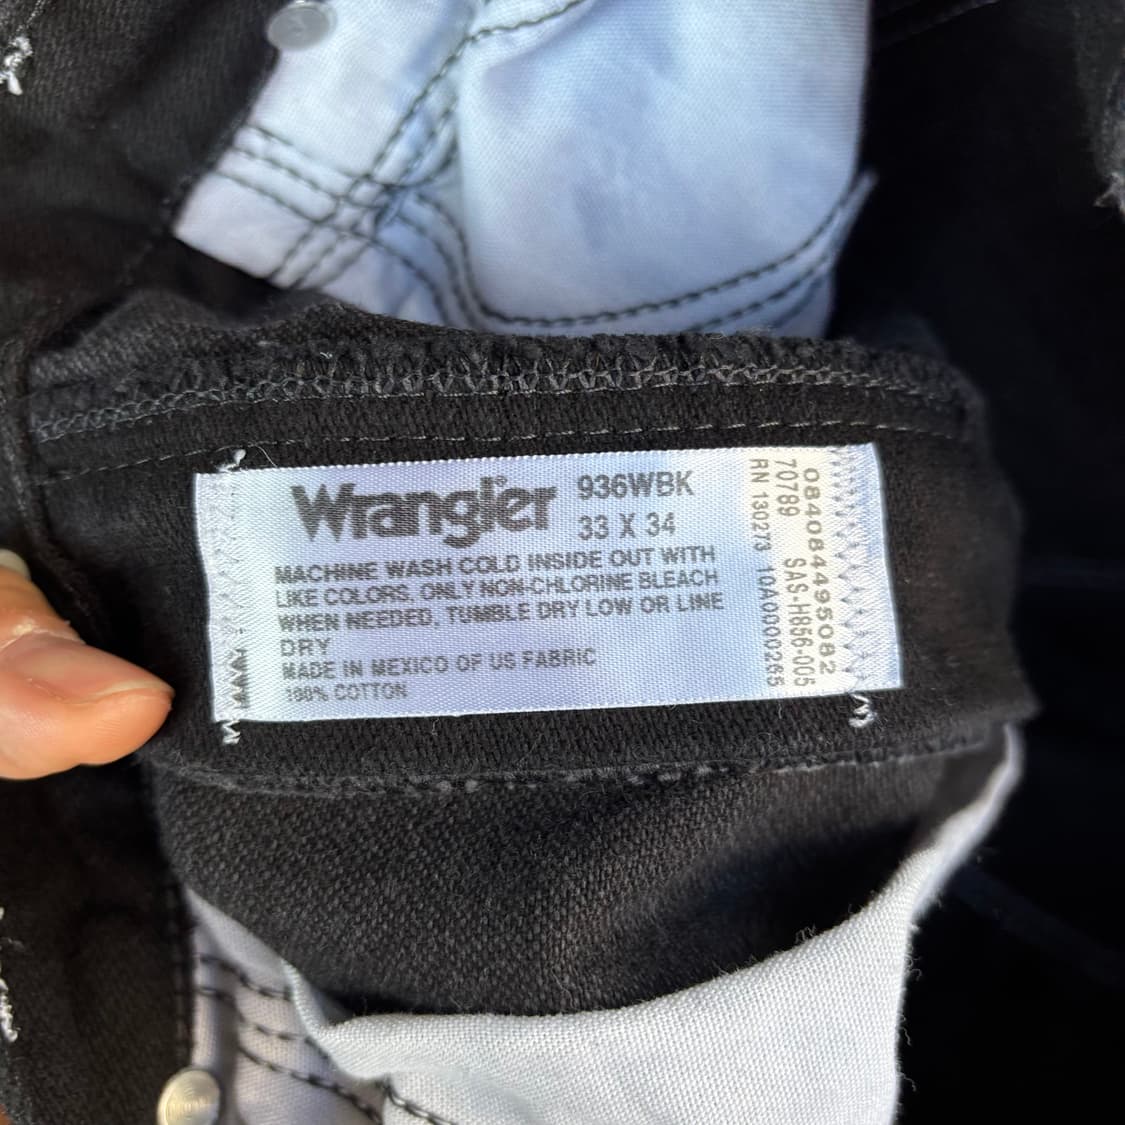 Wrangler
936WBK
33 X 34
MACHINE WASH COLD INSIDE OUT WITH
LIKE COLORS, ONLY NON-CHLORINE BLEACH
WHEN NEEDED, TUMBLE DRY LOW OR LINE
DRY
MADE IN MEXICO OF US FABRIC
100% COTTON
084084495082
70789 SAS-H856-005
RN 130273 10A0000265